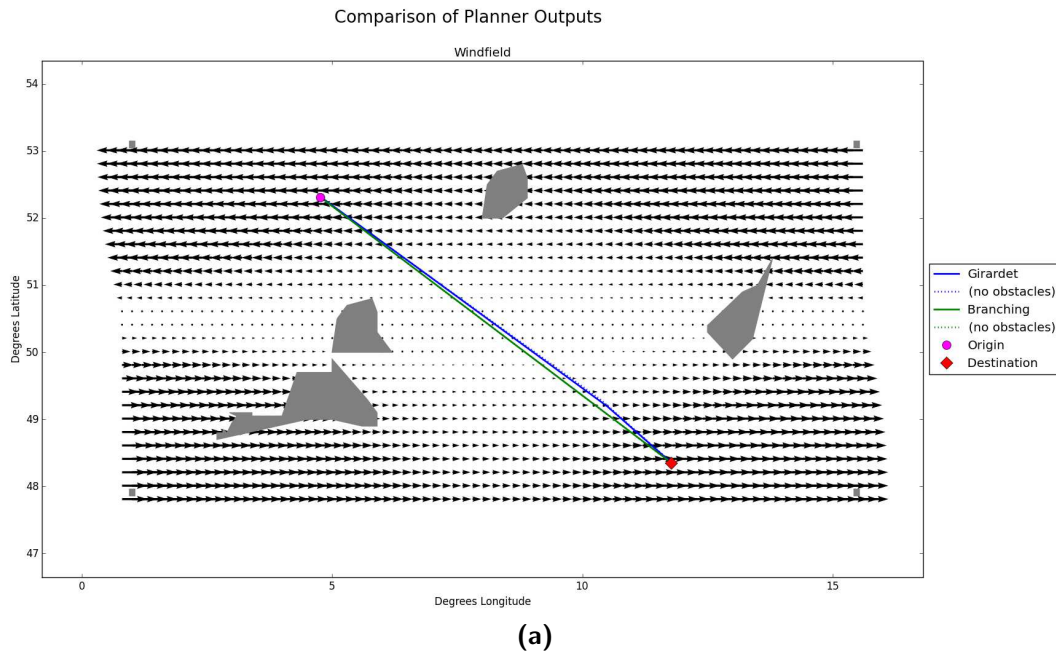 Comparison of Planner Outputs
Windfield
54
53
52
51
50
49
48
47
Degrees Latitude
0
5
10
15
Degrees Longitude
Girardet
(no obstacles)
Branching
(no obstacles)
Origin
Destination
(a)